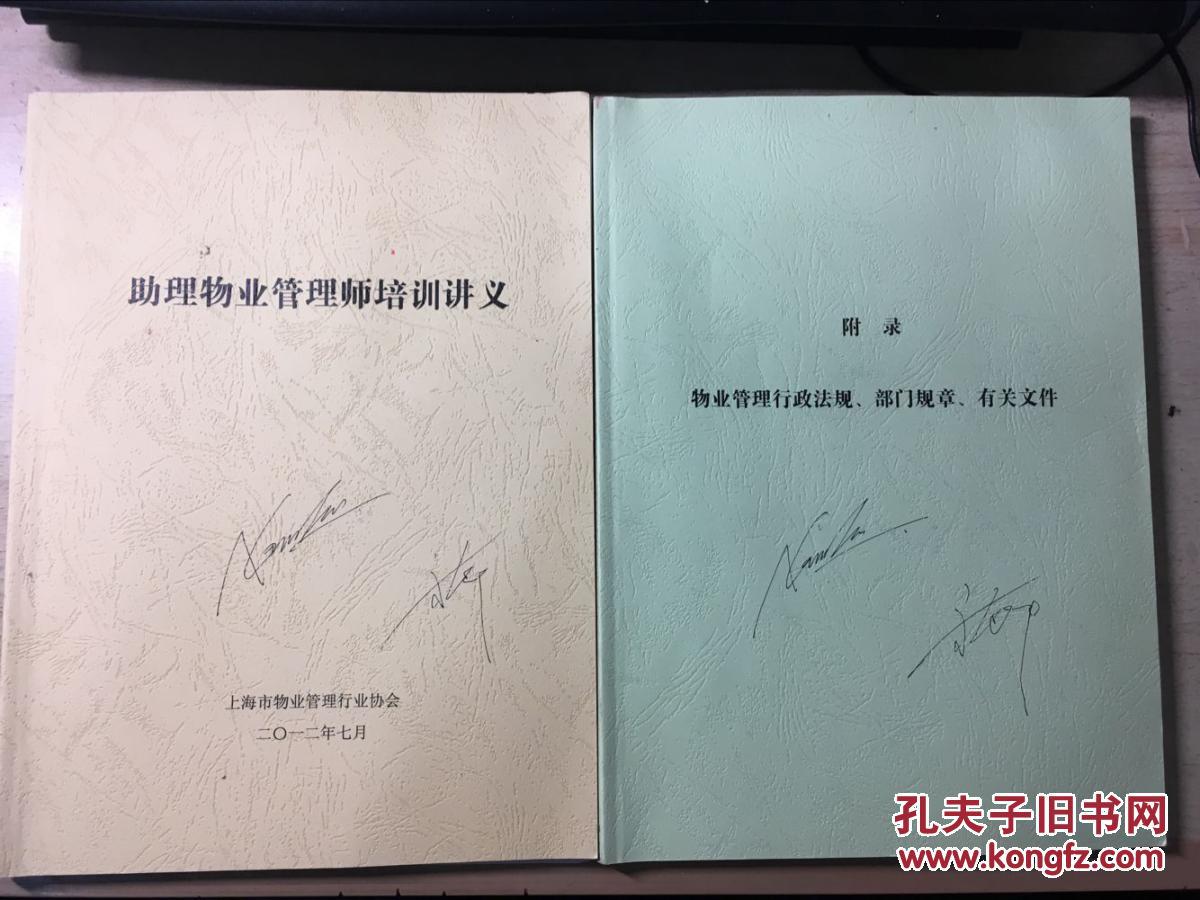 助理物业管理师培训讲义
上海市物业管理行业协会
二〇一二年七月
附 录
物业管理行政法规、部门规章、有关文件
孔夫子旧书网
www.kongfz.com